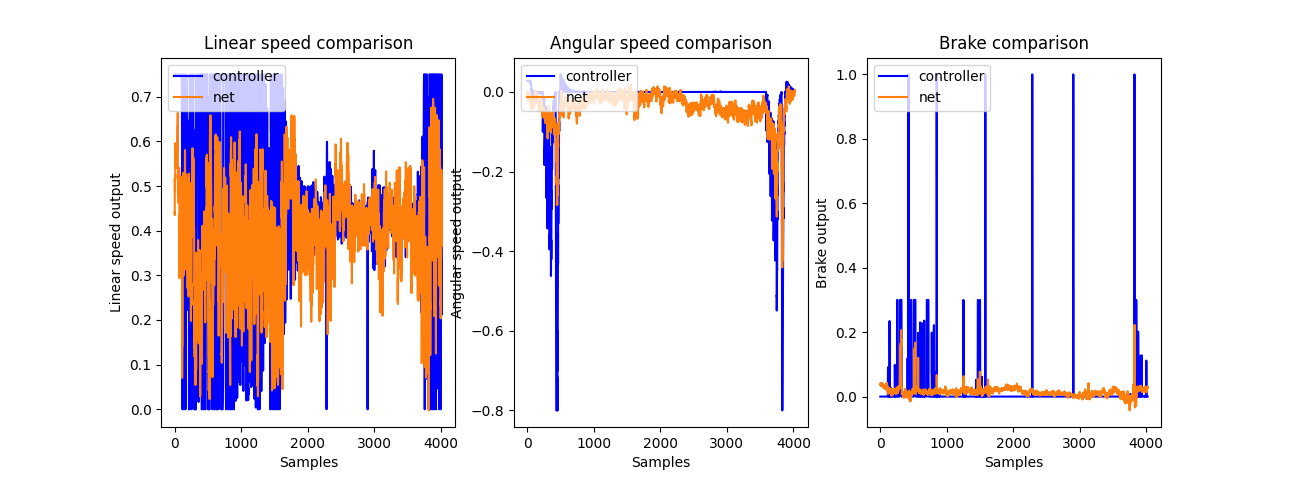 Linear speed comparison
controller
net
0.7
0.6
0.5
0.4
0.3
0.2
0.1
0.0
Linear speed output
0
1000
2000
3000
4000
Samples
Angular speed comparison
controller
net
0.0
−0.2
−0.4
−0.6
−0.8
Angular speed output
0
1000
2000
3000
4000
Samples
Brake comparison
controller
net
1.0
0.8
0.6
0.4
0.2
0.0
Brake output
0
1000
2000
3000
4000
Samples